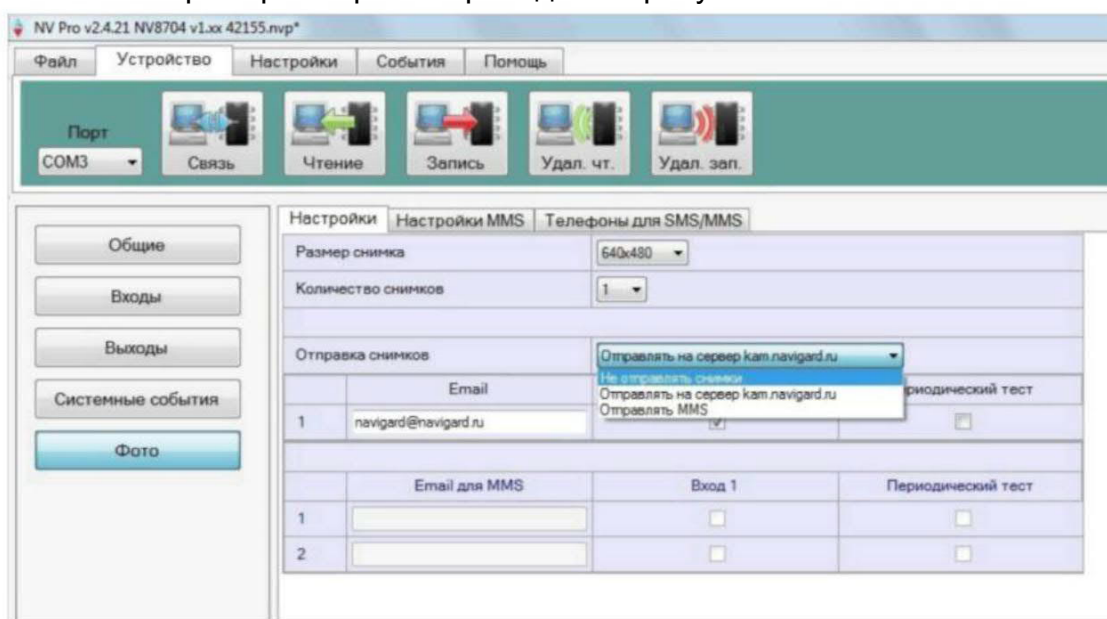 NV Pro v2.4.21 NV8704 v1.xx 42155.nvp*
Файл Устройство Настройки События Помощь
Порт
COM3 Связь Чтение Запись Удал. чт. Удал. зап.
Настройки Настройки MMS Телефоны для SMS/MMS
Общие
Входы
Выходы
Системные события
Фото
Размер снимка 640x480
Количество снимков 1
Отправка снимков Отправлять на сервер kam.navigard.ru
Не отправлять снимки
Отправлять на сервер kam.navigard.ru
Отправлять MMS
Email риодический тест
1 navigard@navigard.ru
Email для MMS Вход 1 Периодический тест
1
2